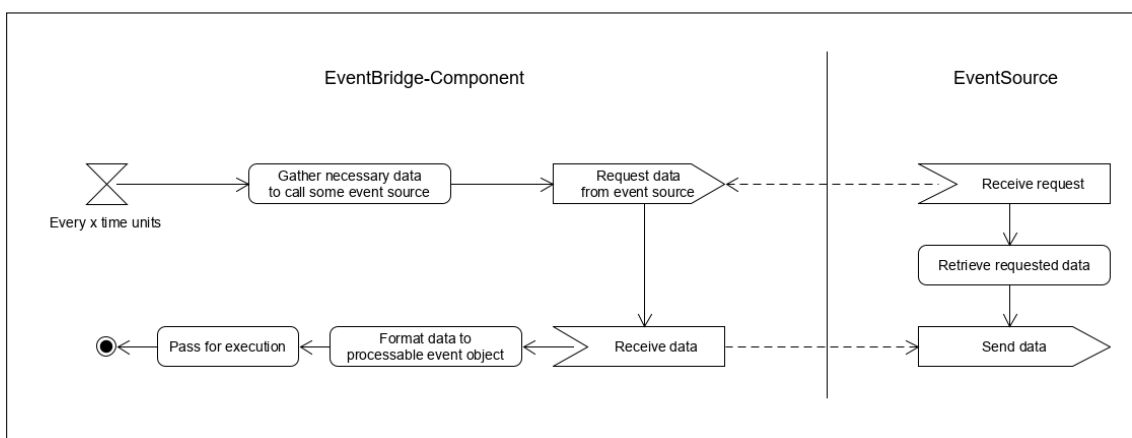 EventBridge-Component
EventSource
Gather necessary data
to call some event source
Request data
from event source
Receive request
Every x time units
Retrieve requested data
Pass for execution
Format data to
processable event object
Receive data
Send data